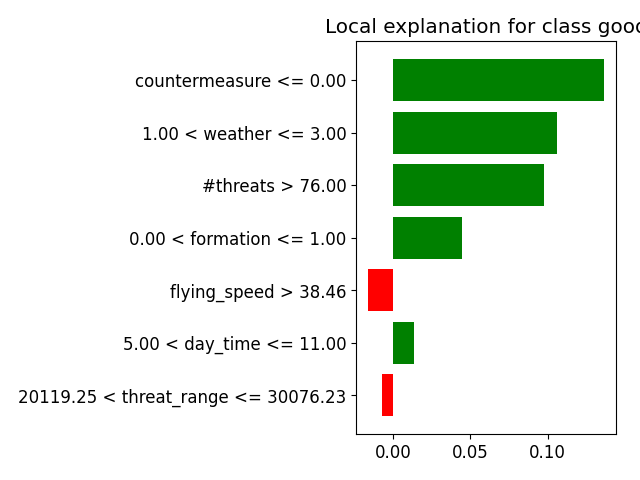 Local explanation for class good
countermeasure <= 0.00
1.00 < weather <= 3.00
#threats > 76.00
0.00 < formation <= 1.00
flying_speed > 38.46
5.00 < day_time <= 11.00
20119.25 < threat_range <= 30076.23
0.00 0.05 0.10